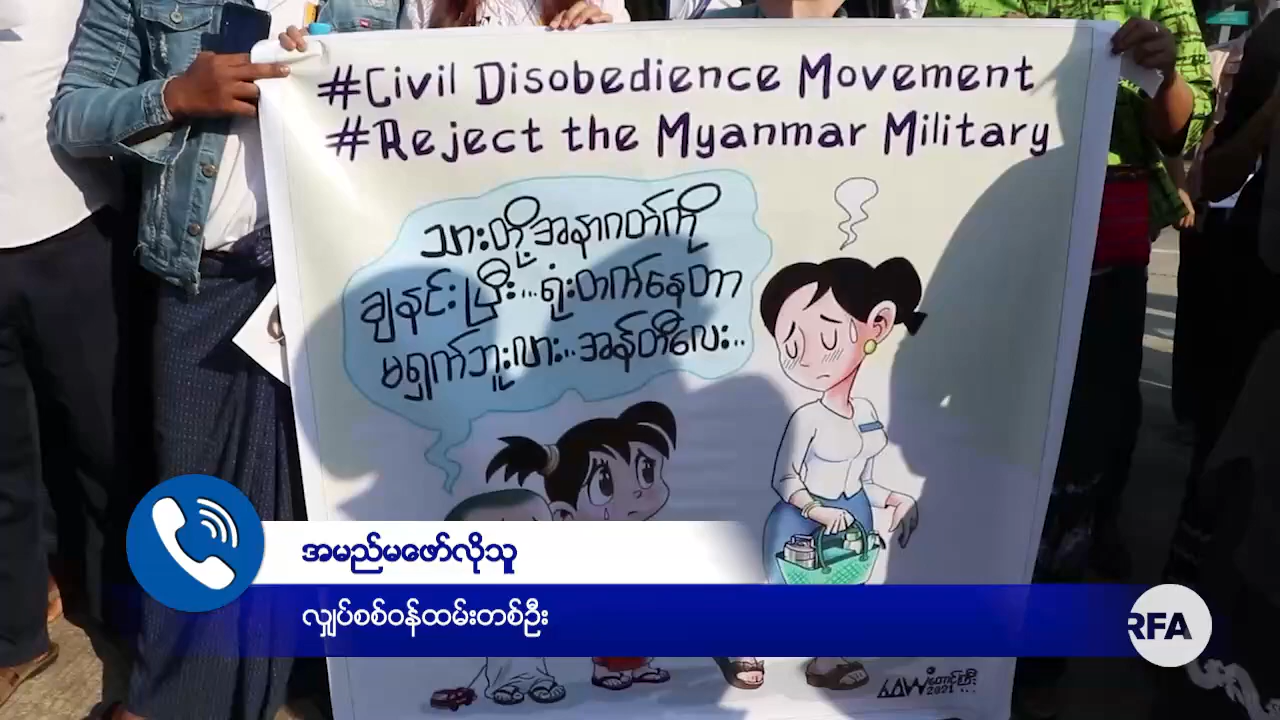 #Civil Disobedience Movement
#Reject the Myanmar Military
သားတို့အနာဂတ်ကို
ချနင်းပြီး...ရုံးတက်နေတာ
မရှက်ဘူးလား..အန်တီလေး..
အမည်မဖော်လိုသူ
လျှပ်စစ်ဝန်ထမ်းတစ်ဦး
RFA
2021